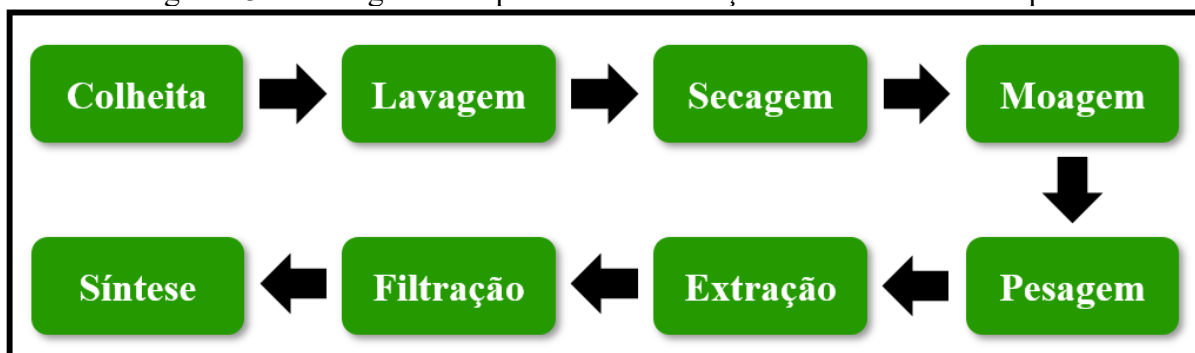 Colheita
Lavagem
Secagem
Moagem
Pesagem
Extração
Filtração
Síntese